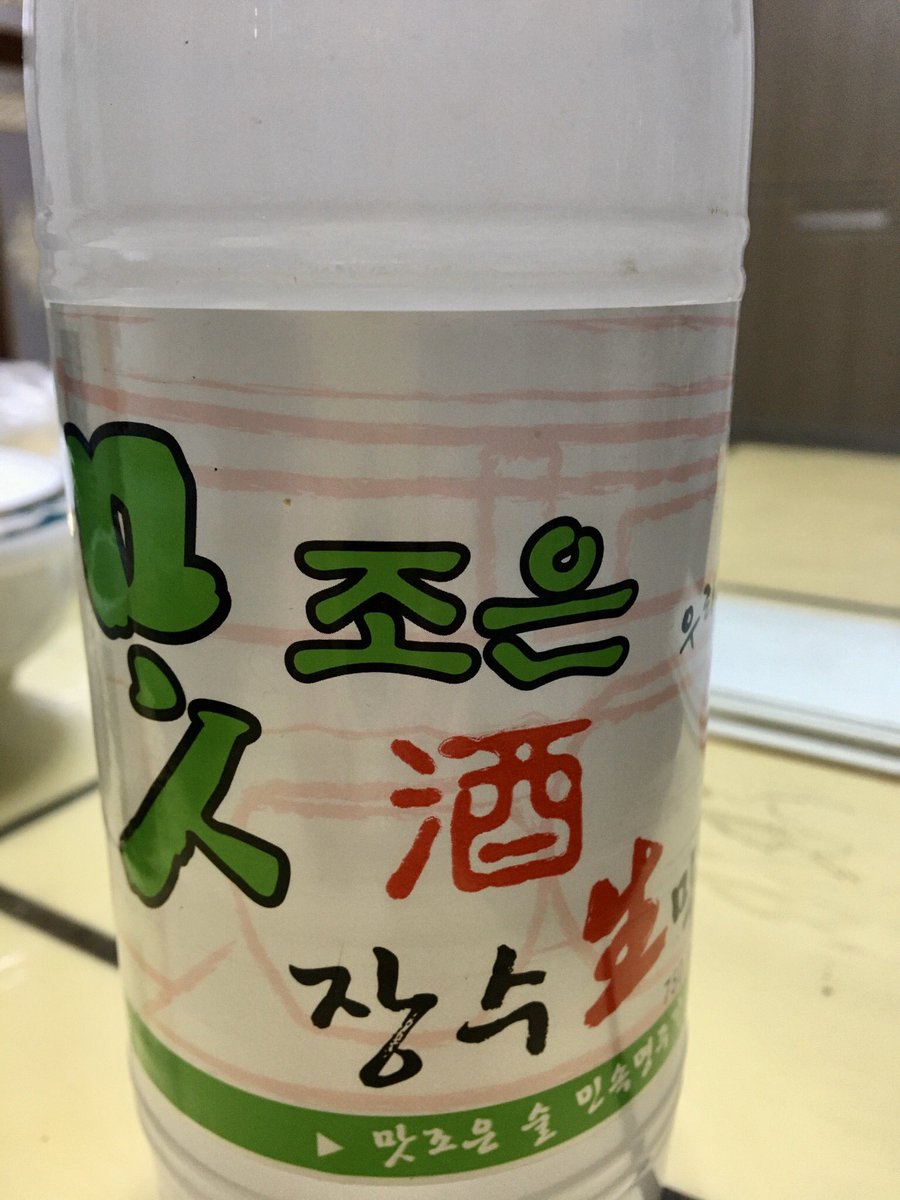 맛 조은
酒
장수 生
▶ 맛조은 술 민속명주